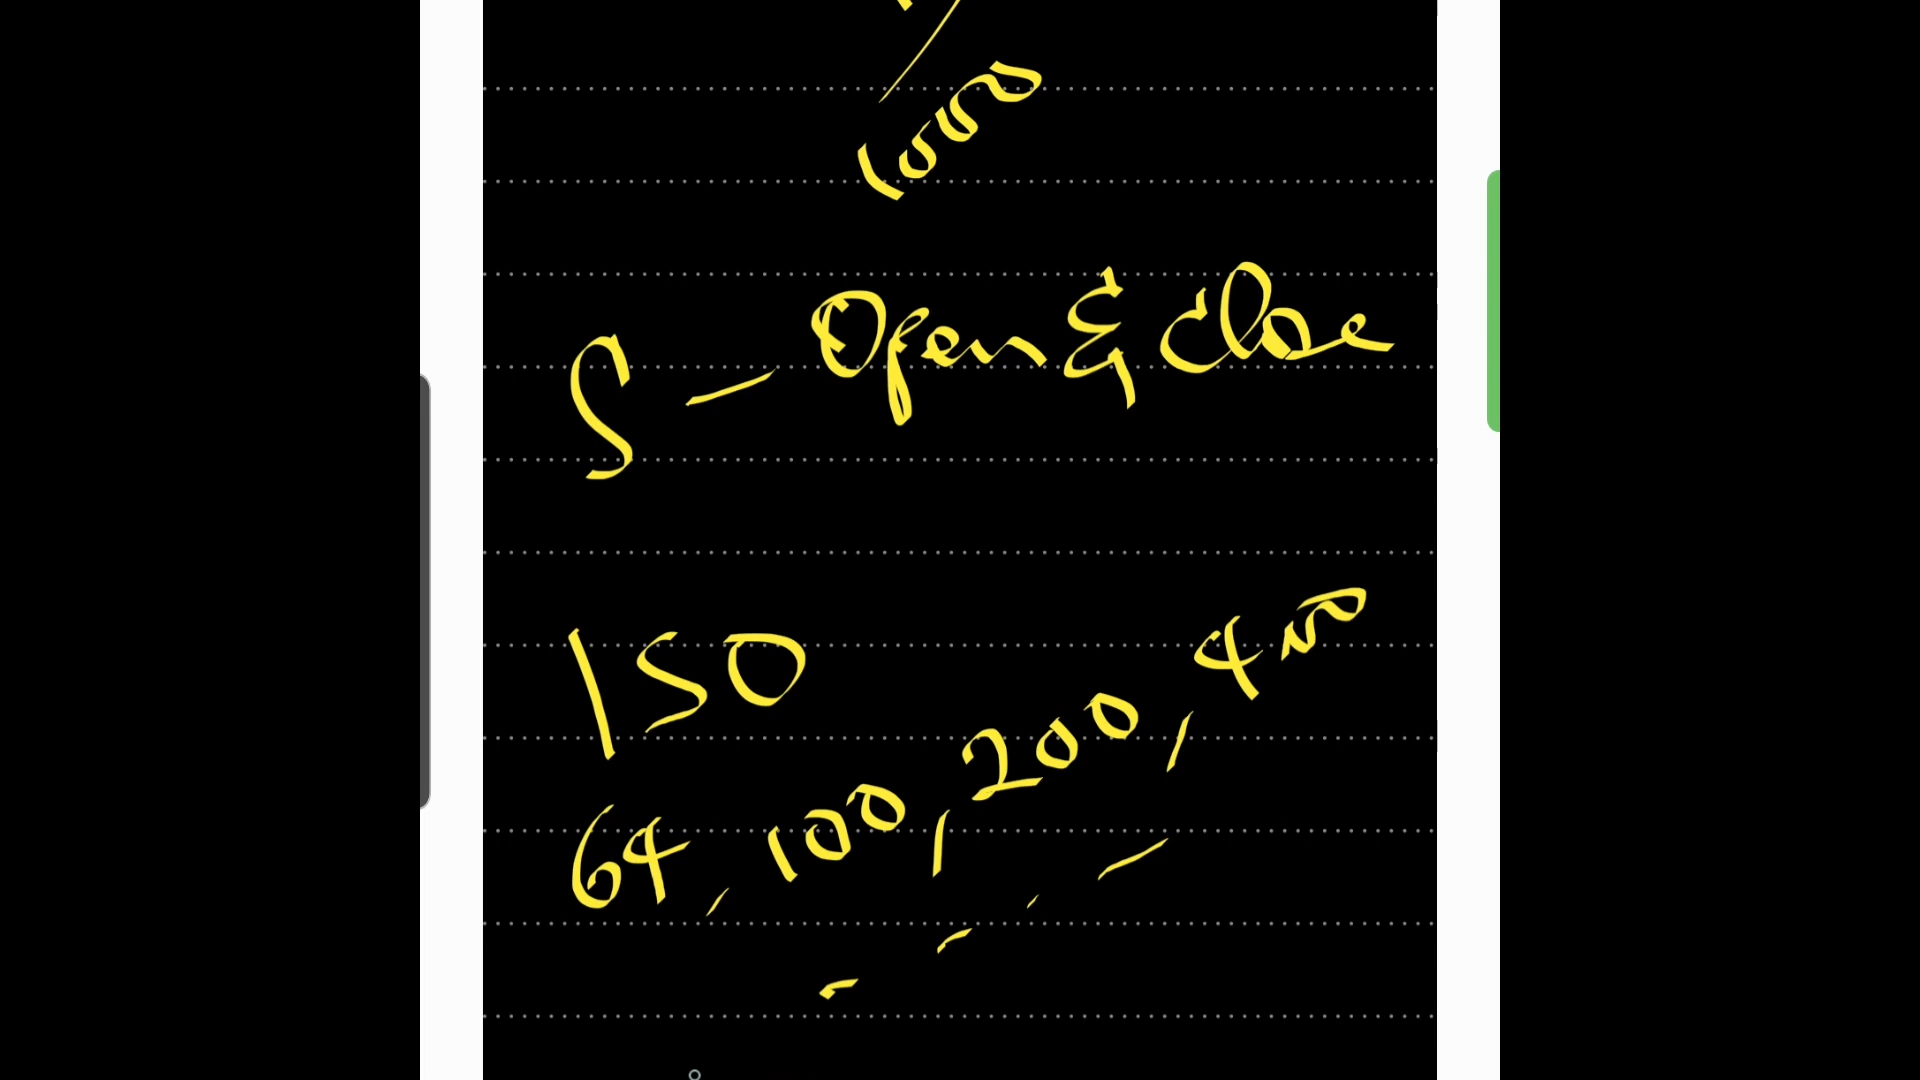 1000
S - Open & close
ISO
64, 100, 200, 400
- - - -